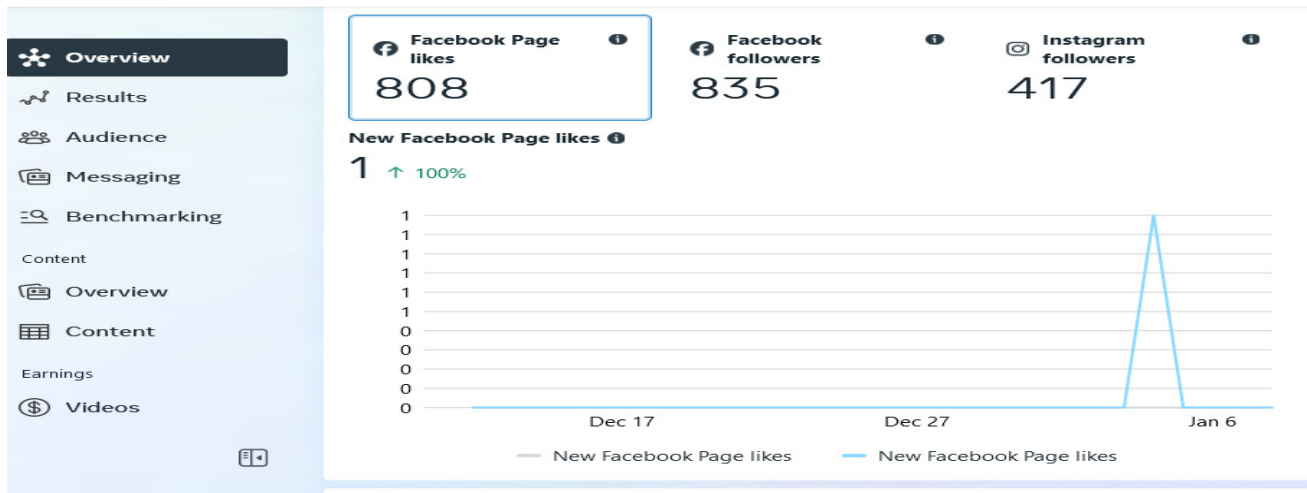 Overview
Results
Audience
Messaging
Benchmarking
Content
Overview
Content
Earnings
Videos
Facebook Page
likes
808
Facebook
followers
835
Instagram
followers
417
New Facebook Page likes
1 ↑ 100%
1
1
1
1
1
1
0
0
0
0
0
Dec 17 Dec 27 Jan 6
New Facebook Page likes New Facebook Page likes